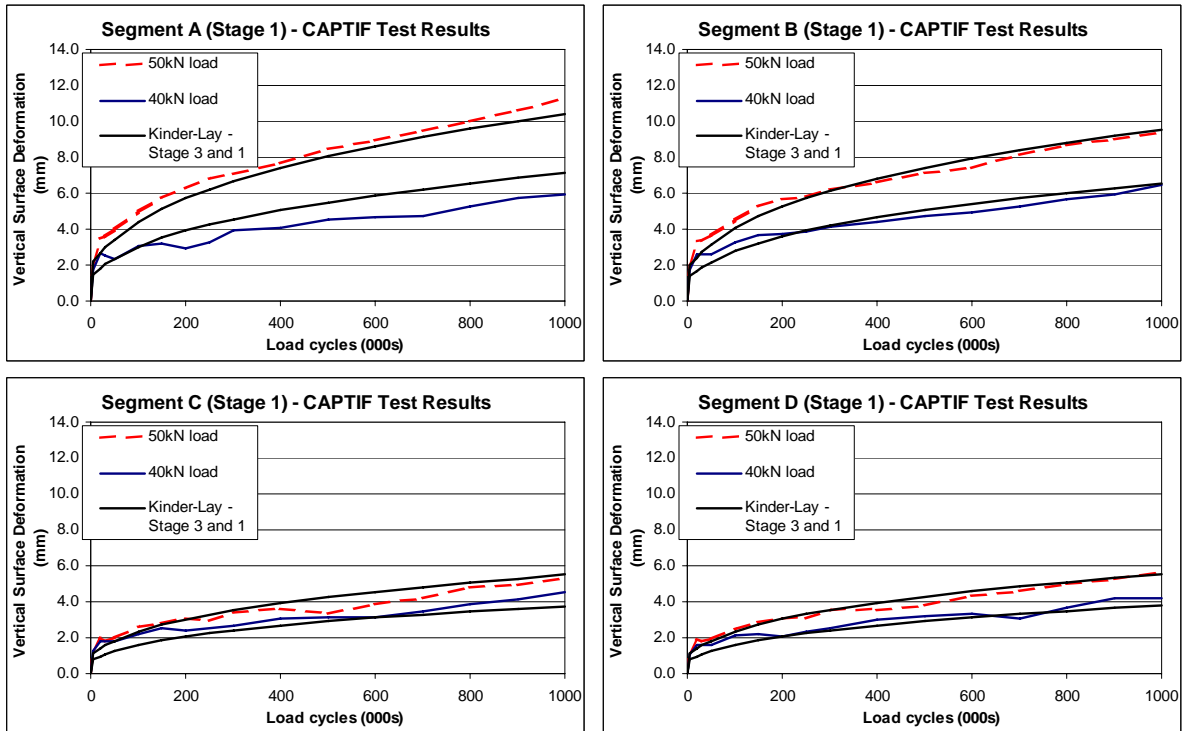 Segment A (Stage 1) - CAPTIF Test Results
14.0
12.0
10.0
8.0
6.0
4.0
2.0
0.0
Vertical Surface Deformation
(mm)
50kN load
40kN load
Kinder-Lay -
Stage 3 and 1
0
200
400
600
800
1000
Load cycles (000s)
Segment B (Stage 1) - CAPTIF Test Results
14.0
12.0
10.0
8.0
6.0
4.0
2.0
0.0
Vertical Surface Deformation
(mm)
50kN load
40kN load
Kinder-Lay -
Stage 3 and 1
0
200
400
600
800
1000
Load cycles (000s)
Segment C (Stage 1) - CAPTIF Test Results
14.0
12.0
10.0
8.0
6.0
4.0
2.0
0.0
Vertical Surface Deformation
(mm)
50kN load
40kN load
Kinder-Lay -
Stage 3 and 1
0
200
400
600
800
1000
Load cycles (000s)
Segment D (Stage 1) - CAPTIF Test Results
14.0
12.0
10.0
8.0
6.0
4.0
2.0
0.0
Vertical Surface Deformation
(mm)
50kN load
40kN load
Kinder-Lay -
Stage 3 and 1
0
200
400
600
800
1000
Load cycles (000s)